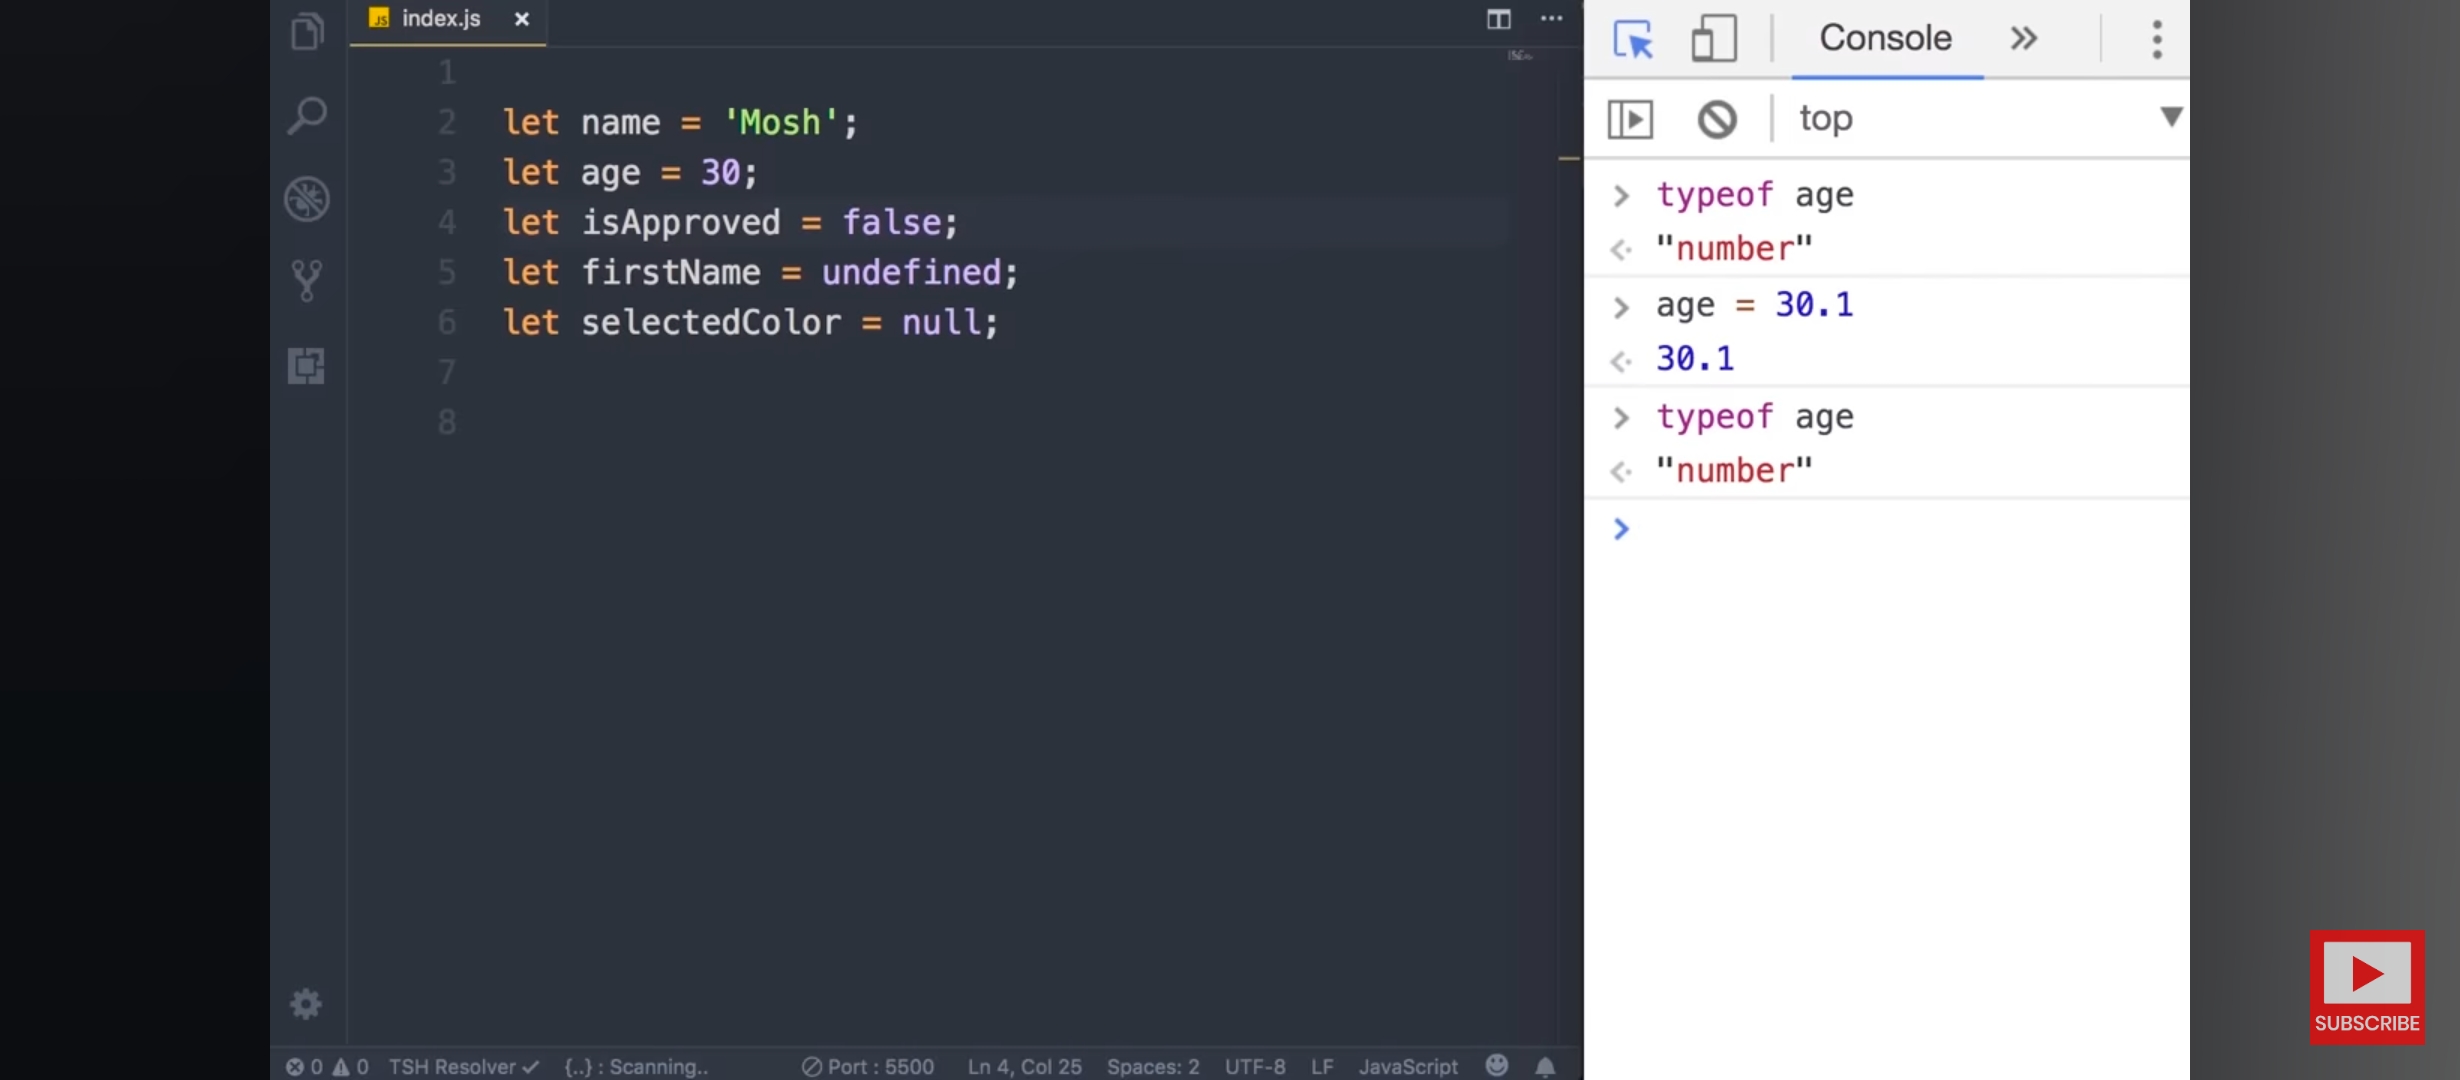 index.js
1
2 let name = 'Mosh';
3 let age = 30;
4 let isApproved = false;
5 let firstName = undefined;
6 let selectedColor = null;
7
8
0 0 TSH Resolver {..} : Scanning.. Port : 5500 Ln 4, Col 25 Spaces: 2 UTF-8 LF JavaScript
Console
top
> typeof age
"number"
> age = 30.1
30.1
> typeof age
"number"
>
SUBSCRIBE